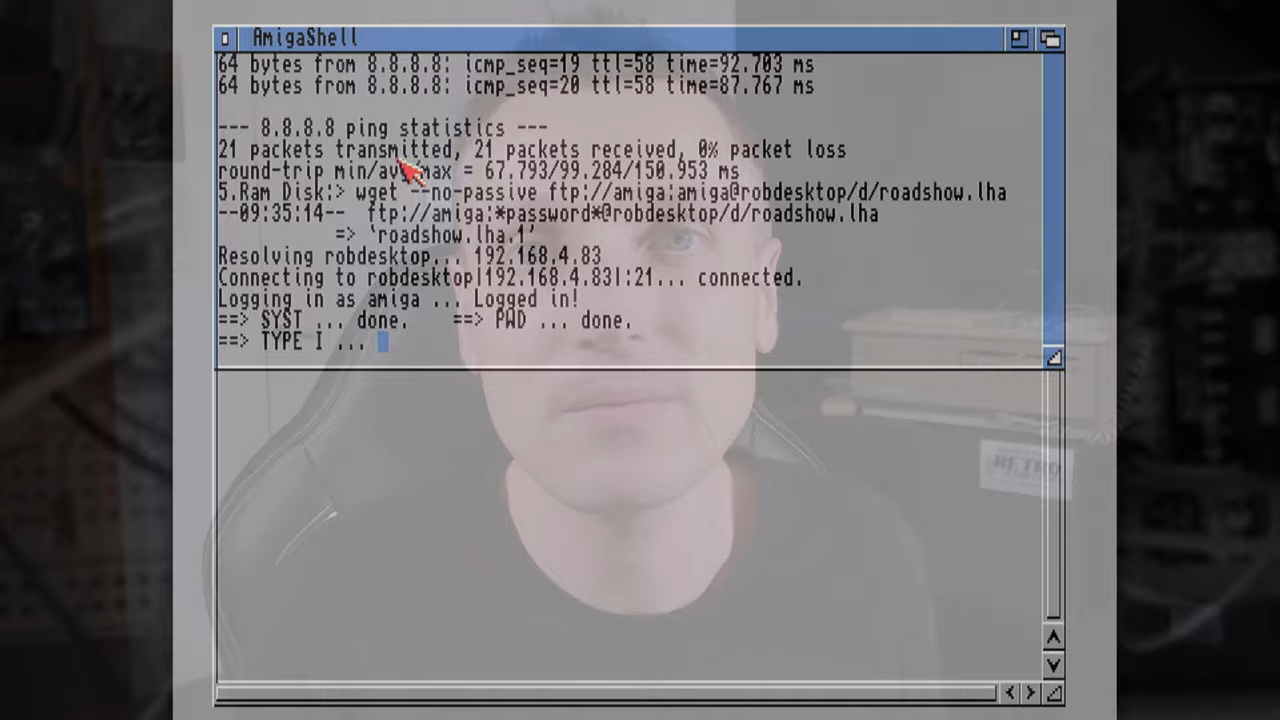 AmigaShell
64 bytes from 8.8.8.8: icmp_seq=19 ttl=58 time=92.703 ms
64 bytes from 8.8.8.8: icmp_seq=20 ttl=58 time=87.767 ms
--- 8.8.8.8 ping statistics ---
21 packets transmitted, 21 packets received, 0% packet loss
round-trip min/avg/max = 67.793/99.284/150.953 ms
5.Ram Disk:> wget --no-passive ftp://amiga:amiga@robdesktop/d/roadshow.lha
--09:35:14--  ftp://amiga:*password*@robdesktop/d/roadshow.lha
=> `roadshow.lha.1'
Resolving robdesktop... 192.168.4.83
Connecting to robdesktop|192.168.4.83|:21... connected.
Logging in as amiga ... Logged in!
==> SYST ... done.    ==> PWD ... done.
==> TYPE I ...
RETRO